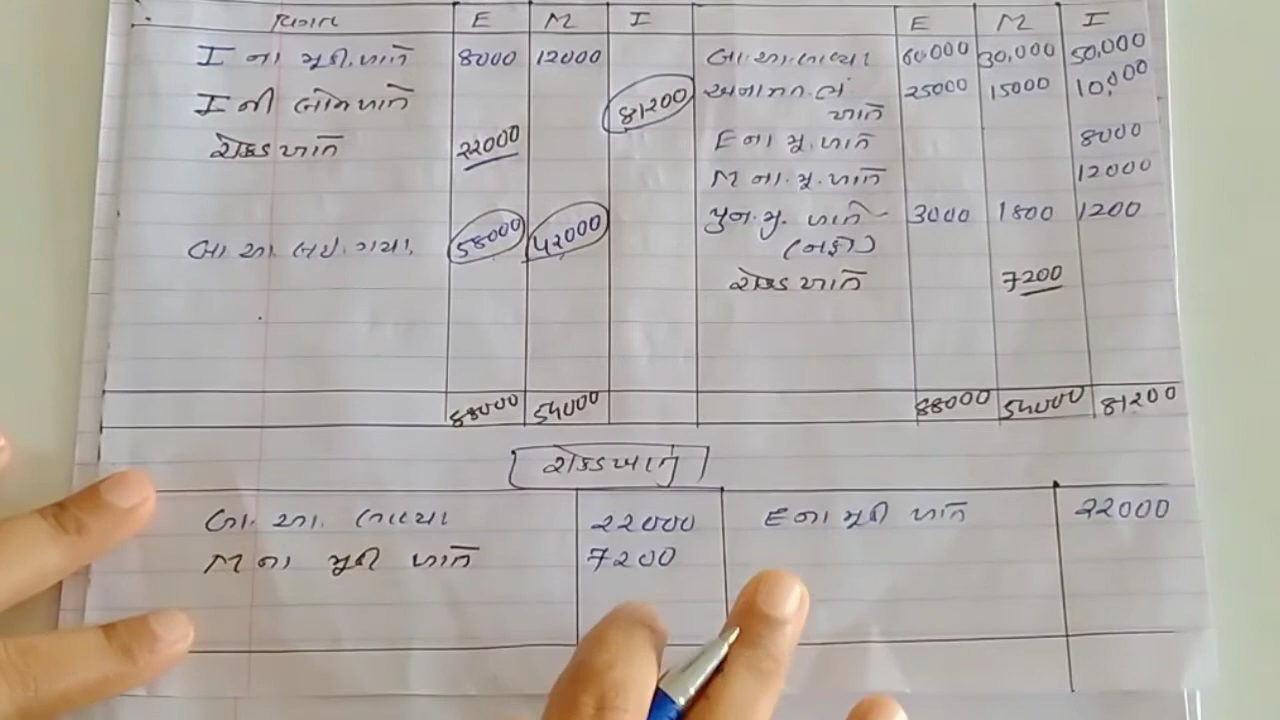 વિગત E M I E M I
I ના મૂડી. ખાતે 8000 12000 બા. આ. લાવ્યા 60000 30,000 50,000
I ની લોન ખાતે 81200 અનામત. ભં ખાતે 25000 15000 10,000
રોકડ ખાતે 22000 E ના મૂ. ખાતે 8000
M ના. મૂ. ખાતે 12000
પુન. મૂ. ખાતે 3000 1800 1200
બા. આ. લઇ. ગયા. 58000 42000 (નફો)
રોકડ ખાતે 7200
88000 54000 88000 54000 81200
રોકડ ખાતુ
બા. આ. લાવ્યા 22000 E ના મૂડી ખાતે 22000
M ના મૂડી ખાતે 7200